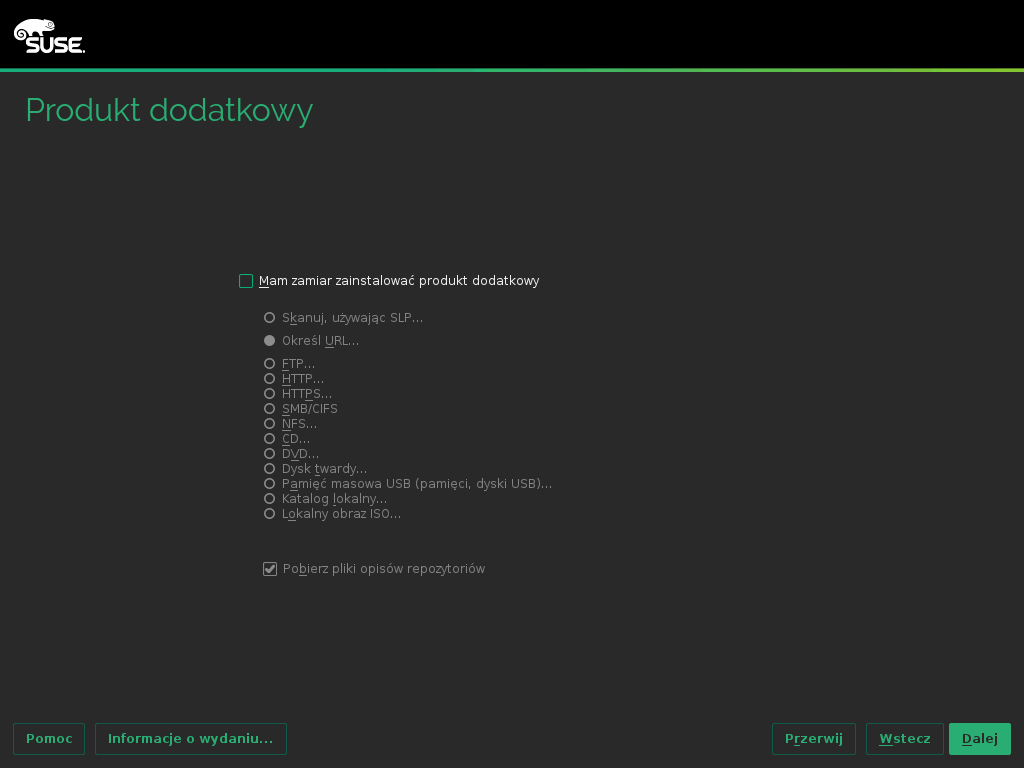 SUSE.
Produkt dodatkowy
Mam zamiar zainstalować produkt dodatkowy
Skanuj, używając SLP...
Określ URL...
FTP...
HTTP...
HTTPS...
SMB/CIFS
NFS...
CD...
DVD...
Dysk twardy...
Pamięć masowa USB (pamięci, dyski USB)...
Katalog lokalny...
Lokalny obraz ISO...
Pobierz pliki opisów repozytoriów
Pomoc Informacje o wydaniu... Przerwij Wstecz Dalej